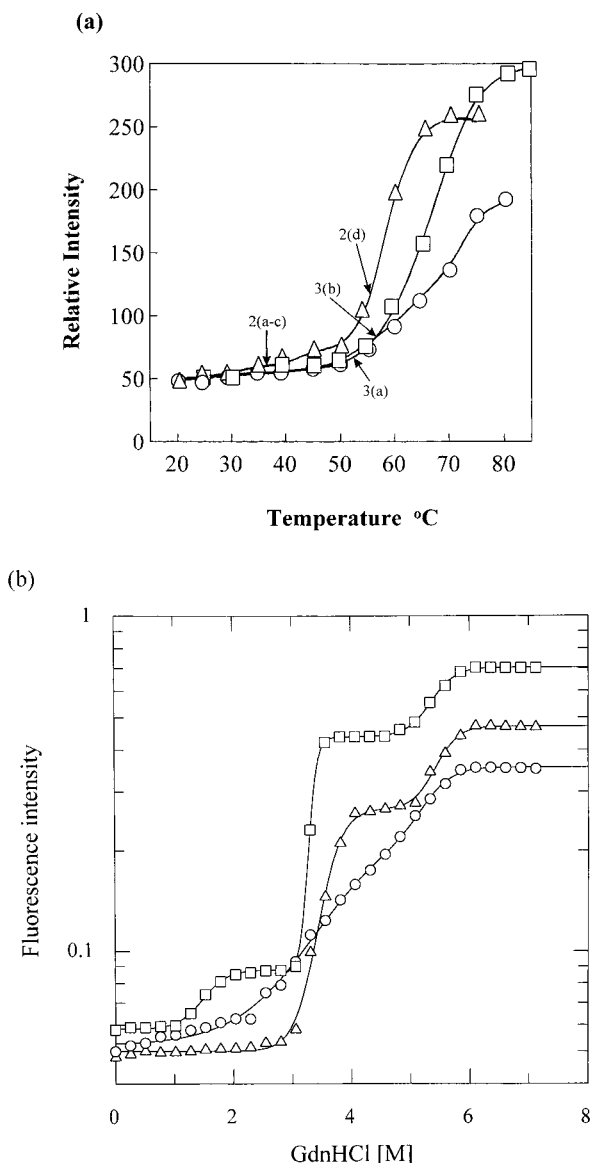 (a)
300
250
200
150
100
50
0
Relative Intensity
2(d)
3(b)
2(a-c)
3(a)
20 30 40 50 60 70 80
Temperature °C
(b)
1
0.1
Fluorescence intensity
0 2 4 6 8
GdnHCl [M]